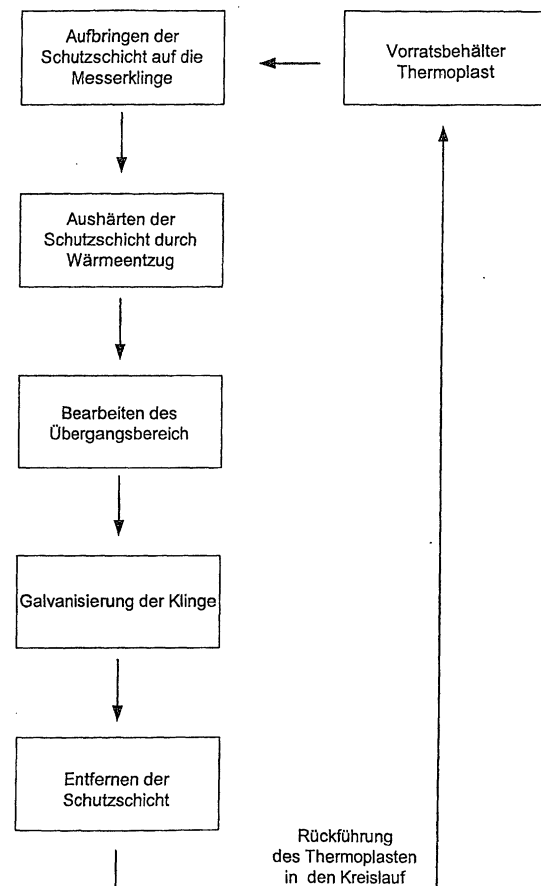 Aufbringen der
Schutzschicht auf die
Messerklinge
Vorratsbehälter
Thermoplast
Aushärten der
Schutzschicht durch
Wärmeentzug
Bearbeiten des
Übergangsbereich
Galvanisierung der Klinge
Entfernen der
Schutzschicht
Rückführung
des Thermoplasten
in den Kreislauf